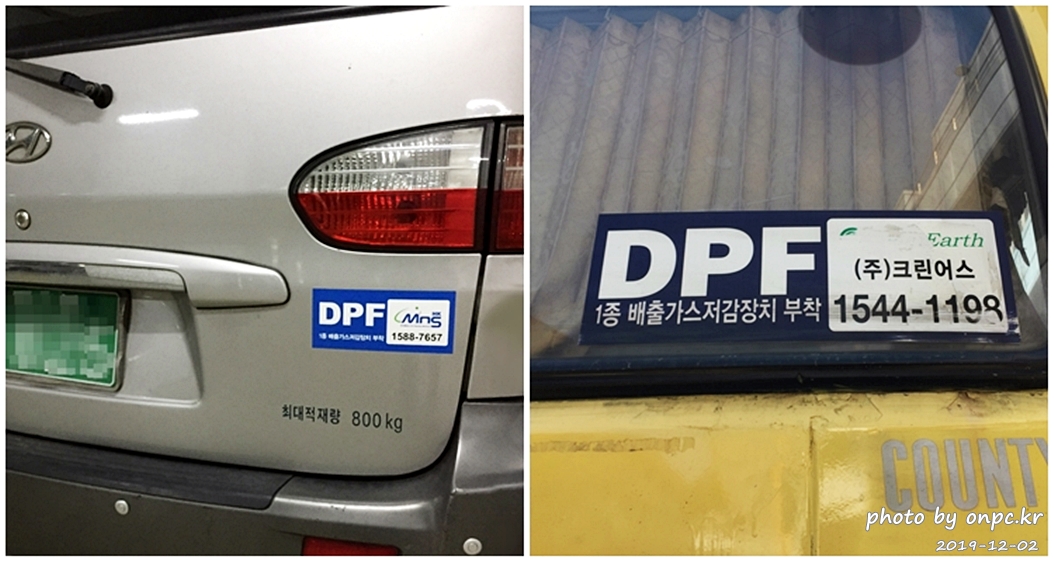 DPF
MnS
1종 배출가스저감장치 부착
1588-7657
최대적재량 800kg
DPF
Earth
(주)크린어스
1종 배출가스저감장치 부착
1544-1198
COUNTY
photo by onpc.kr
2019-12-02